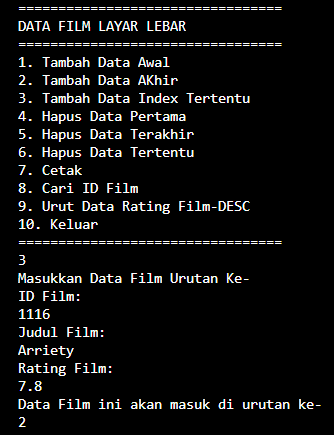 =================================
DATA FILM LAYAR LEBAR
=================================
1. Tambah Data Awal
2. Tambah Data AKhir
3. Tambah Data Index Tertentu
4. Hapus Data Pertama
5. Hapus Data Terakhir
6. Hapus Data Tertentu
7. Cetak
8. Cari ID Film
9. Urut Data Rating Film-DESC
10. Keluar
=================================
3
Masukkan Data Film Urutan Ke-
ID Film:
1116
Judul Film:
Arriety
Rating Film:
7.8
Data Film ini akan masuk di urutan ke-
2